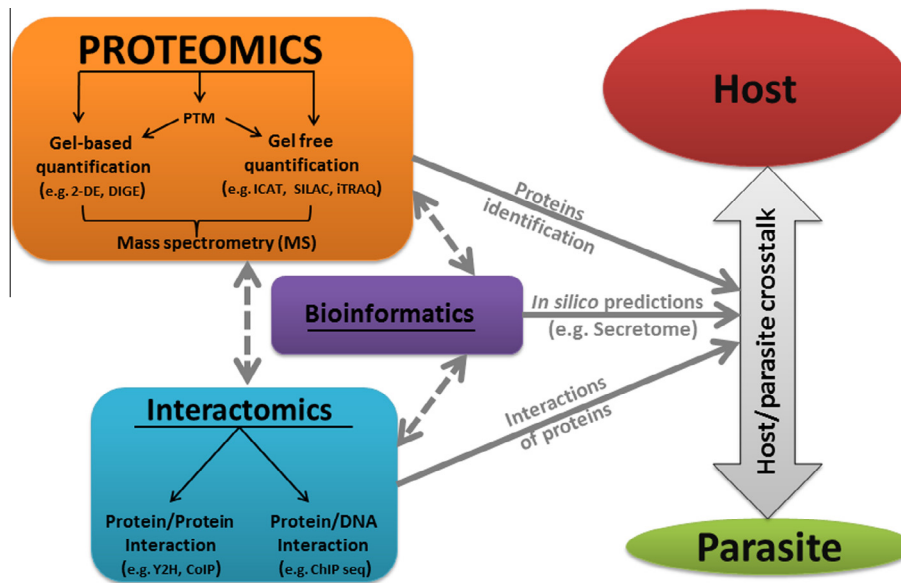 PROTEOMICS
PTM
Gel-based
quantification
(e.g. 2-DE, DIGE)
Gel free
quantification
(e.g. ICAT, SILAC, iTRAQ)
Mass spectrometry (MS)
Bioinformatics
Interactomics
Protein/Protein
Interaction
(e.g. Y2H, CoIP)
Protein/DNA
Interaction
(e.g. ChIP seq)
Proteins
identification
In silico predictions
(e.g. Secretome)
Interactions
of proteins
Host
Host/parasite crosstalk
Parasite